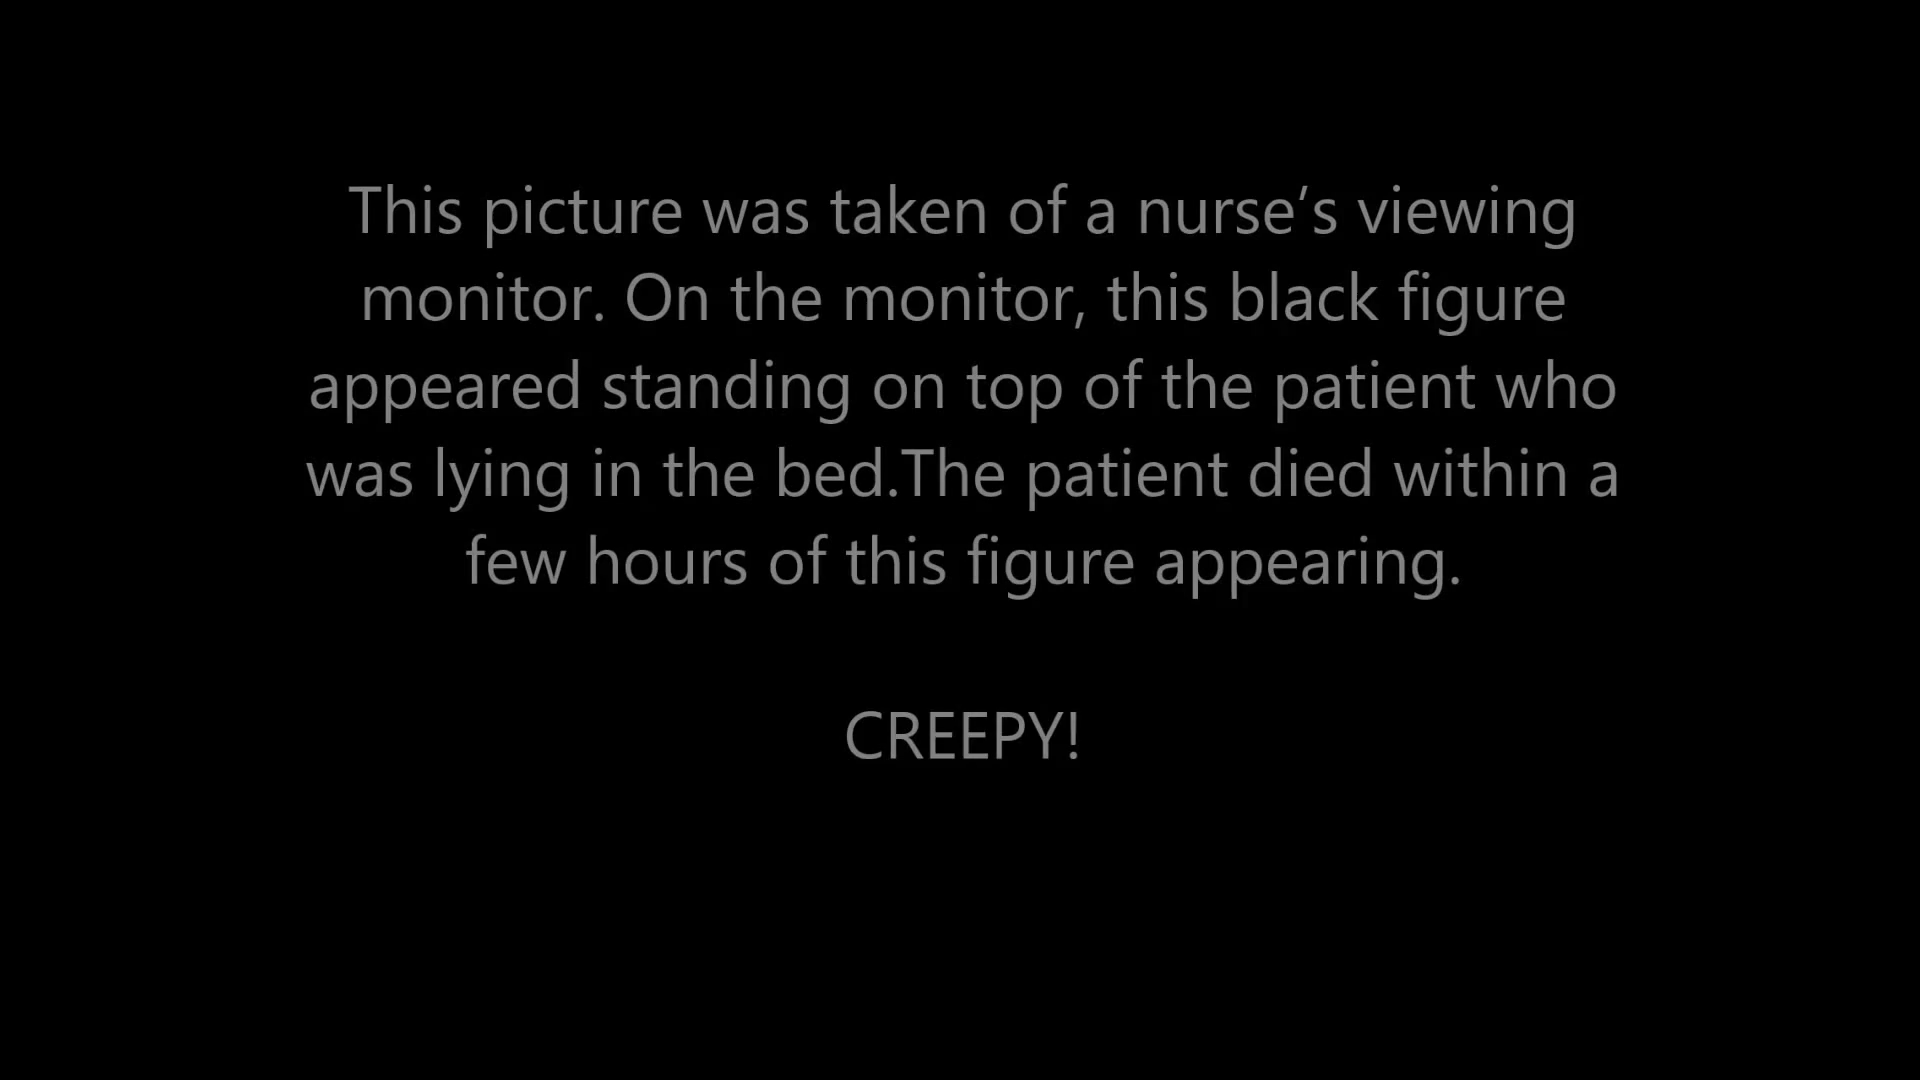 This picture was taken of a nurse’s viewing
monitor. On the monitor, this black figure
appeared standing on top of the patient who
was lying in the bed.The patient died within a
few hours of this figure appearing.
CREEPY!